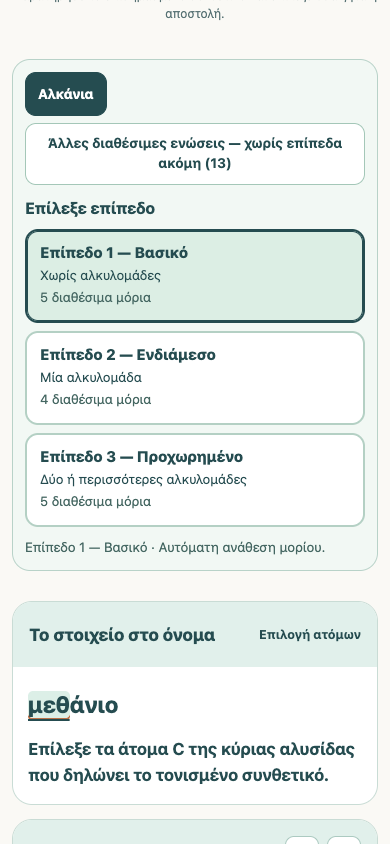 αποστολή.
Αλκάνια
Άλλες διαθέσιμες ενώσεις — χωρίς επίπεδα
ακόμη (13)
Επίλεξε επίπεδο
Επίπεδο 1 — Βασικό
Χωρίς αλκυλομάδες
5 διαθέσιμα μόρια
Επίπεδο 2 — Ενδιάμεσο
Μία αλκυλομάδα
4 διαθέσιμα μόρια
Επίπεδο 3 — Προχωρημένο
Δύο ή περισσότερες αλκυλομάδες
5 διαθέσιμα μόρια
Επίπεδο 1 — Βασικό · Αυτόματη ανάθεση μορίου.
Το στοιχείο στο όνομα
Επιλογή ατόμων
μεθάνιο
Επίλεξε τα άτομα C της κύριας αλυσίδας
που δηλώνει το τονισμένο συνθετικό.